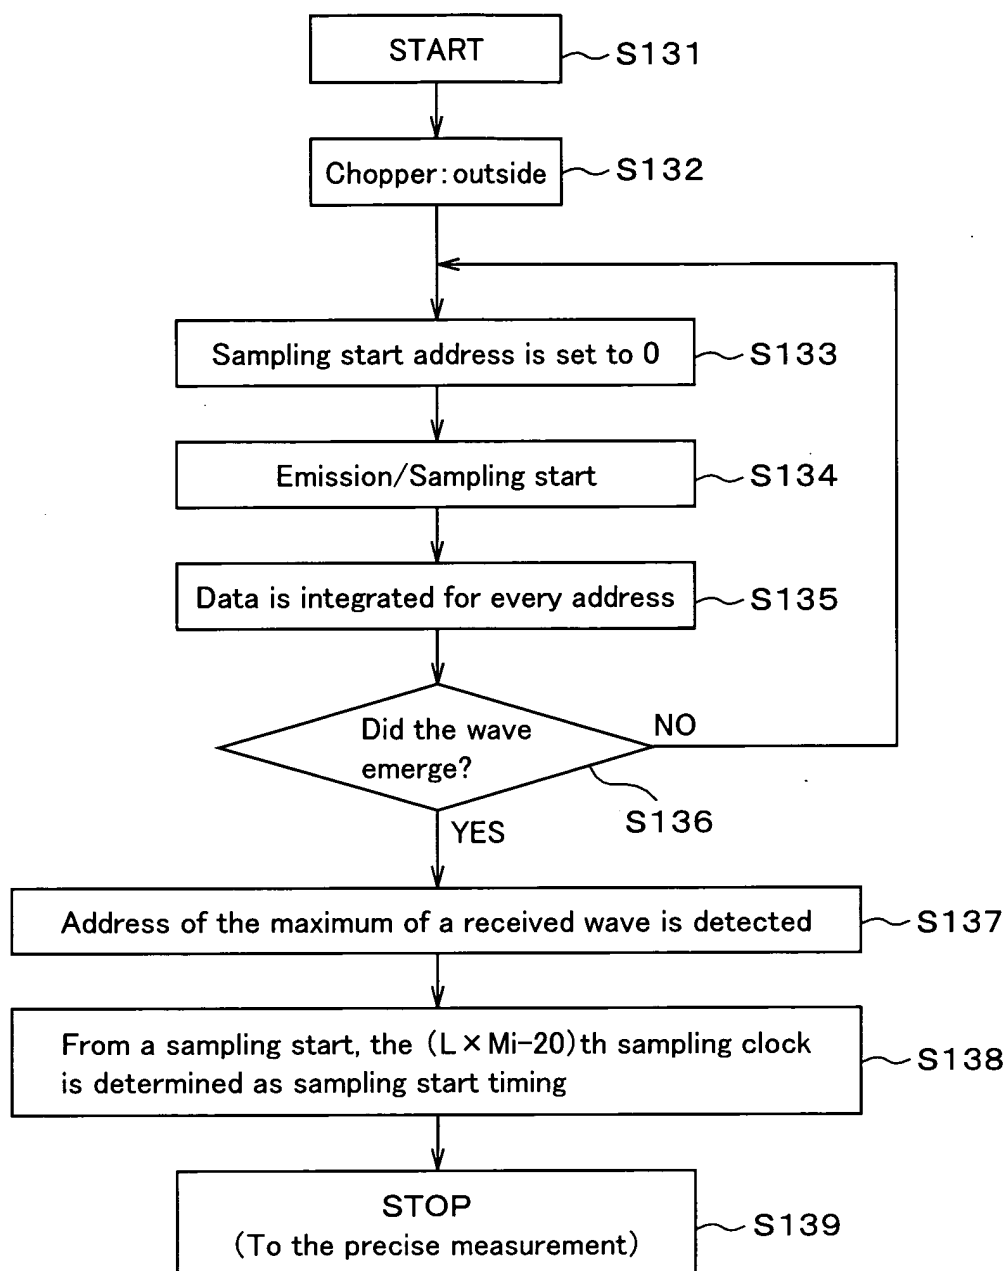 START
S131
Chopper:outside
S132
Sampling start address is set to 0
S133
Emission/Sampling start
S134
Data is integrated for every address
S135
Did the wave
emerge?
NO
S136
YES
Address of the maximum of a received wave is detected
S137
From a sampling start, the (L×Mi-20)th sampling clock
is determined as sampling start timing
S138
STOP
(To the precise measurement)
S139